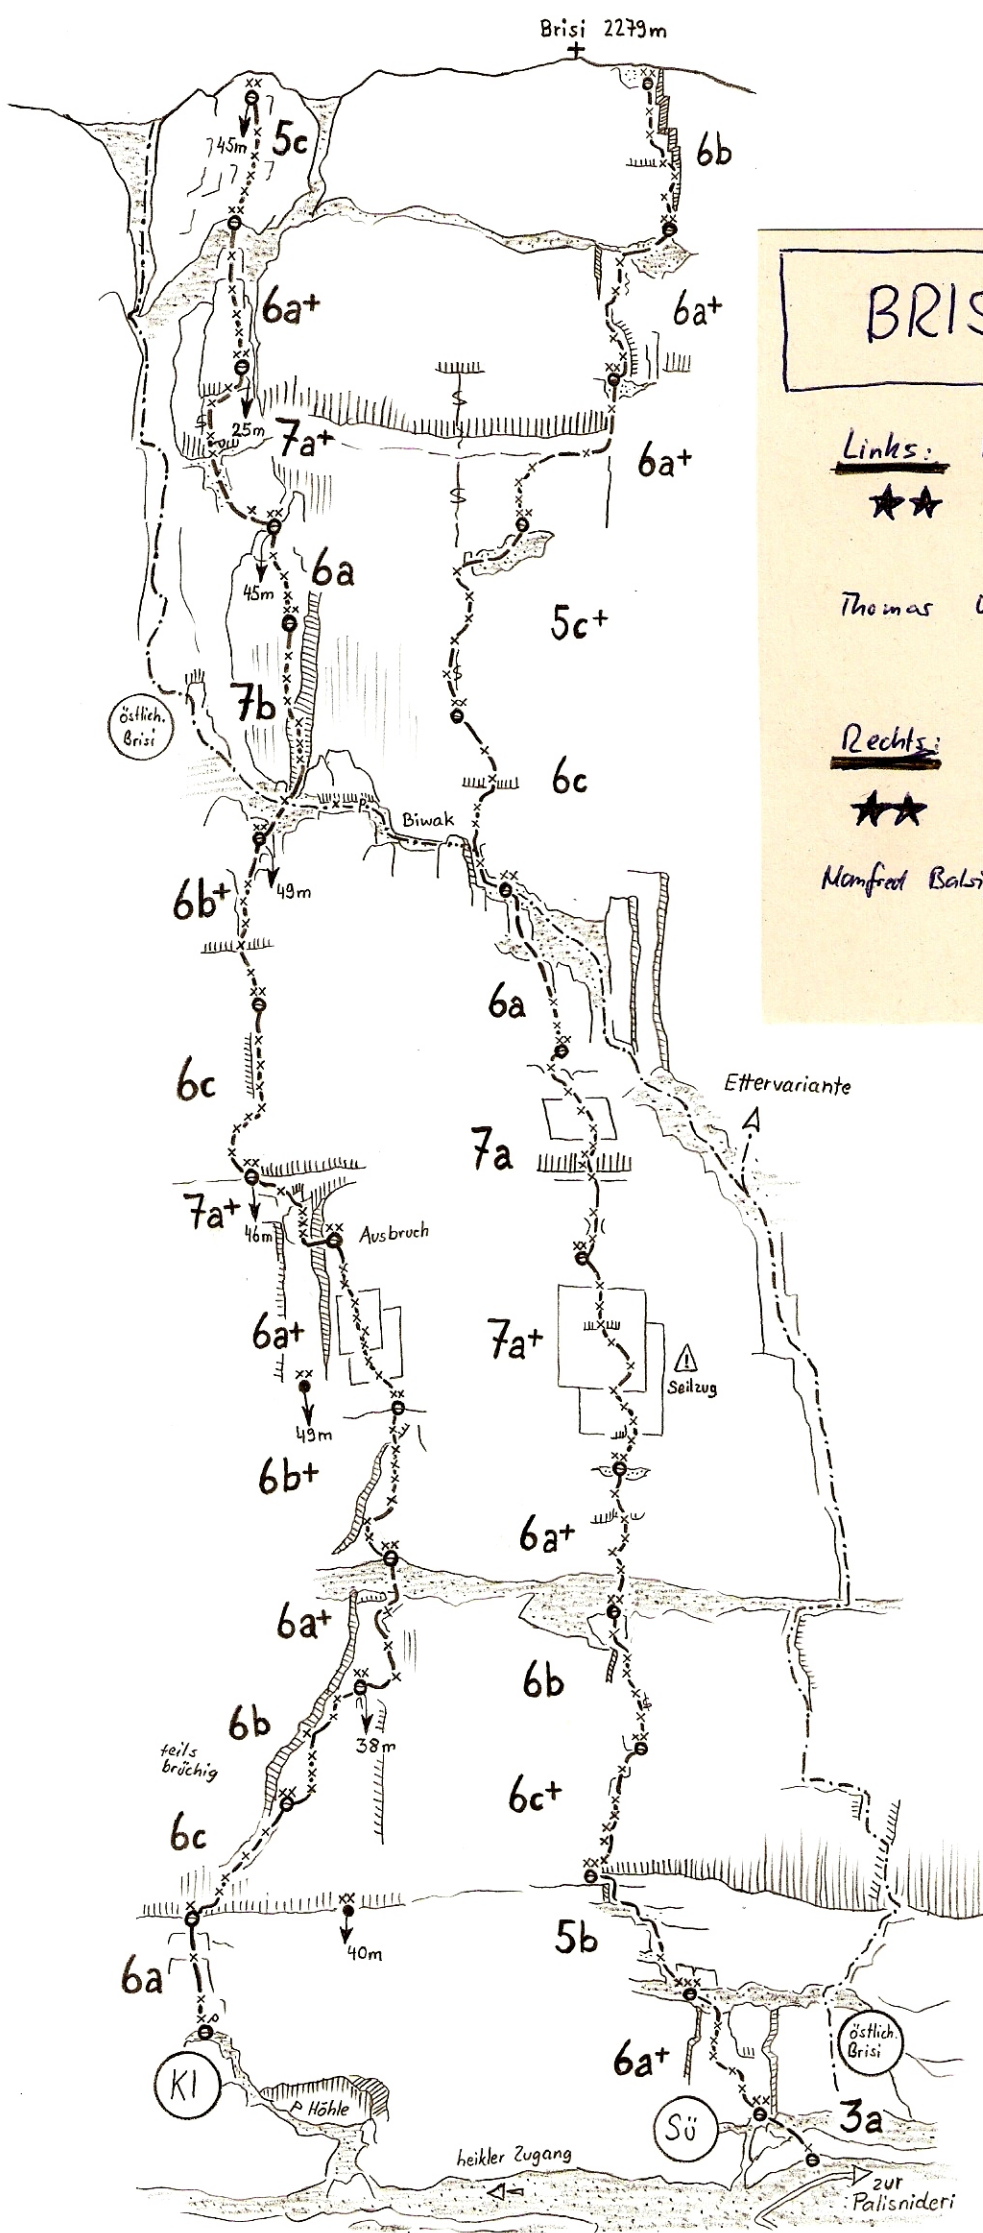 Brisi 2279m
45m
5c
6b
6a+
6a+
BRIS
25m
7a+
6a+
Links:
45m
6a
5c+
Thomas
östlich.
Brisi
7b
Rechts:
6c
P
Biwak
6b+
49m
Manfred
6a
6c
Ettervariante
7a
7a+
46m
Ausbruch
6a+
7a+
Seilzug
49m
6b+
6a+
6a+
6b
6b
38m
teils
brüchig
6c+
6c
5b
40m
6a
P
östlich.
Brisi
6a+
KI
P Höhle
Sü
3a
heikler Zugang
zur
Palisnideri